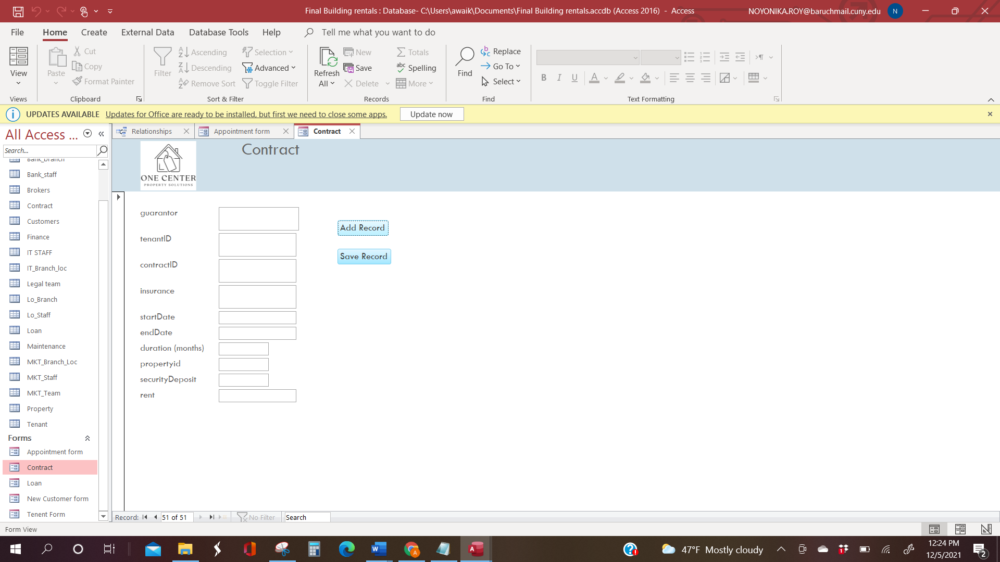 Final Building rentals : Database- C:\Users\awaik\Documents\Final Building rentals.accdb (Access 2016) - Access
NOYONIKA.ROY@baruchmail.cuny.edu
N
File Home Create External Data Database Tools Help Tell me what you want to do
View
Views
Paste
Cut
Copy
Format Painter
Clipboard
Filter
Ascending
Descending
Remove Sort
Selection
Advanced
Toggle Filter
Sort & Filter
Refresh
All
New
Save
Delete
Totals
Spelling
More
Records
Find
Replace
Go To
Select
Find
B I U A
Text Formatting
UPDATES AVAILABLE Updates for Office are ready to be installed, but first we need to close some apps. Update now
All Access ...
Search...
Bank_branch
Bank_staff
Brokers
Contract
Customers
Finance
IT STAFF
IT_Branch_loc
Legal team
Lo_Branch
Lo_Staff
Loan
Maintenance
MKT_Branch_Loc
MKT_Staff
MKT_Team
Property
Tenant
Forms
Appointment form
Contract
Loan
New Customer form
Tenent Form
Relationships
Appointment form
Contract
ONE CENTER
PROPERTY SOLUTIONS
Contract
guarantor
tenantID
contractID
insurance
startDate
endDate
duration (months)
propertyid
securityDeposit
rent
Add Record
Save Record
Record: 51 of 51 No Filter Search
Form View
47°F Mostly cloudy
12:24 PM
12/5/2021
2